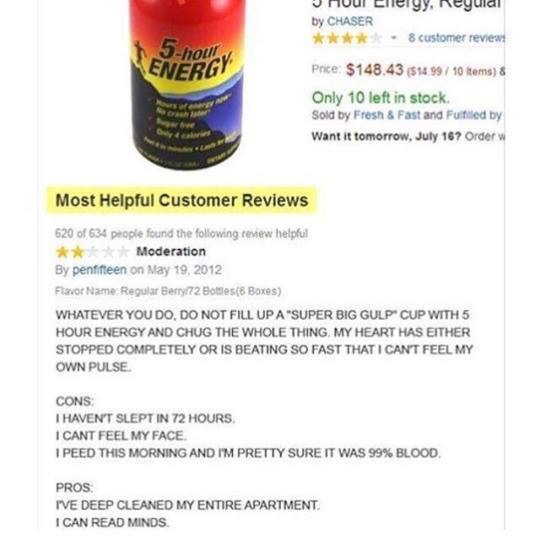 by CHASER
8 customer reviews
Price: $148.43 ($14.99 / 10 Items) &
Only 10 left in stock.
Sold by Fresh & Fast and Fulfilled by
Want it tomorrow, July 16? Order w
5-hour
ENERGY
Hours of energy now
No crash later
Sugar free
Only 4 calories
Most Helpful Customer Reviews
620 of 634 people found the following review helpful
Moderation
By penfifteen on May 19, 2012
Flavor Name: Regular Berry/72 Bottles(6 Boxes)
WHATEVER YOU DO, DO NOT FILL UP A "SUPER BIG GULP" CUP WITH 5
HOUR ENERGY AND CHUG THE WHOLE THING. MY HEART HAS EITHER
STOPPED COMPLETELY OR IS BEATING SO FAST THAT I CAN'T FEEL MY
OWN PULSE.
CONS:
I HAVEN'T SLEPT IN 72 HOURS.
I CANT FEEL MY FACE.
I PEED THIS MORNING AND I'M PRETTY SURE IT WAS 99% BLOOD.
PROS:
I'VE DEEP CLEANED MY ENTIRE APARTMENT.
I CAN READ MINDS.